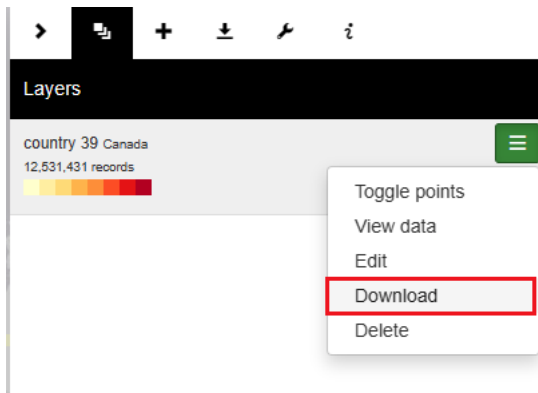 Layers
country 39 Canada
12,531,431 records
Toggle points
View data
Edit
Download
Delete